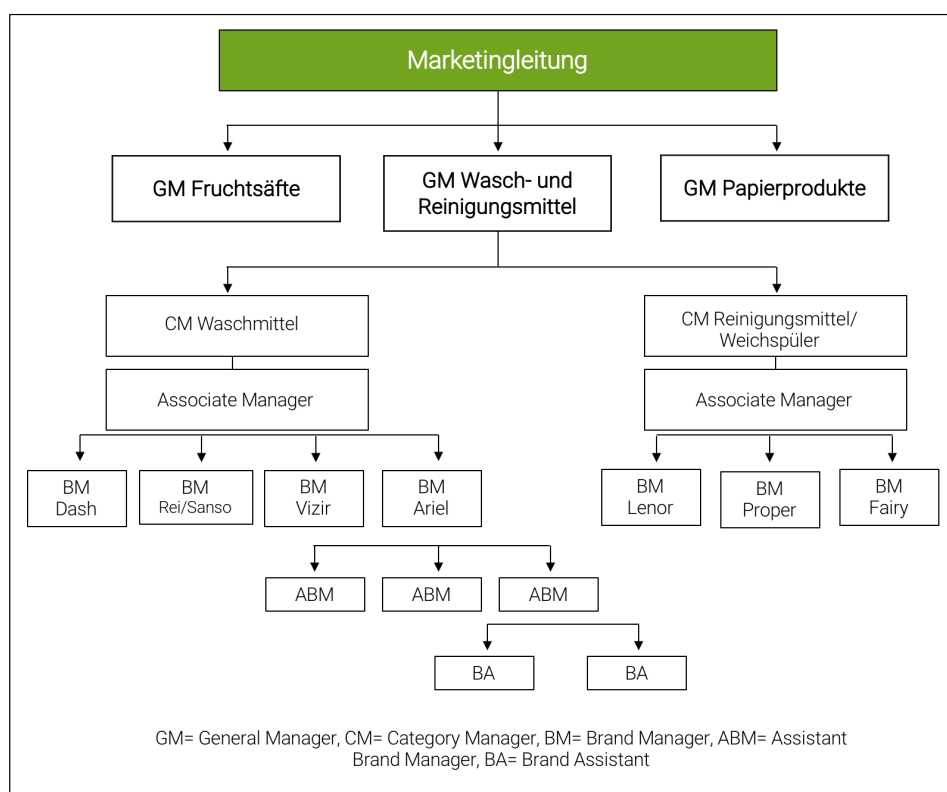 Marketingleitung
GM Fruchtsäfte
GM Wasch- und
Reinigungsmittel
GM Papierprodukte
CM Waschmittel
CM Reinigungsmittel/
Weichspüler
Associate Manager
Associate Manager
BM
Dash
BM
Rei/Sanso
BM
Vizir
BM
Ariel
BM
Lenor
BM
Proper
BM
Fairy
ABM
ABM
ABM
BA
BA
GM= General Manager, CM= Category Manager, BM= Brand Manager, ABM= Assistant
Brand Manager, BA= Brand Assistant